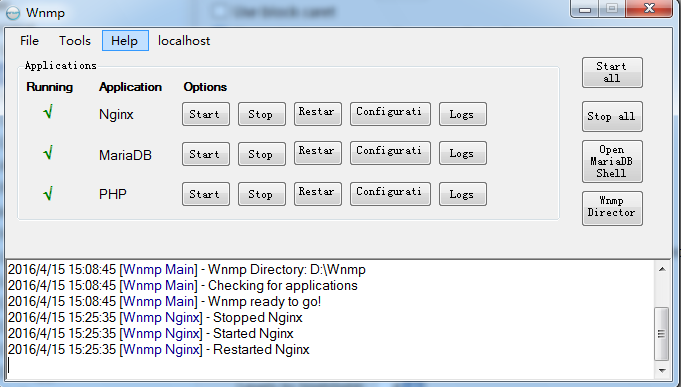 Use block caret
Wnmp
File Tools Help localhost
Applications
Running Application Options
√ Nginx Start Stop Restar Configurati Logs
√ MariaDB Start Stop Restar Configurati Logs
√ PHP Start Stop Restar Configurati Logs
Start
all
Stop all
Open
MariaDB
Shell
Wnmp
Director
2016/4/15 15:08:45 [Wnmp Main] - Wnmp Directory: D:\Wnmp
2016/4/15 15:08:45 [Wnmp Main] - Checking for applications
2016/4/15 15:08:45 [Wnmp Main] - Wnmp ready to go!
2016/4/15 15:25:35 [Wnmp Nginx] - Stopped Nginx
2016/4/15 15:25:35 [Wnmp Nginx] - Started Nginx
2016/4/15 15:25:35 [Wnmp Nginx] - Restarted Nginx